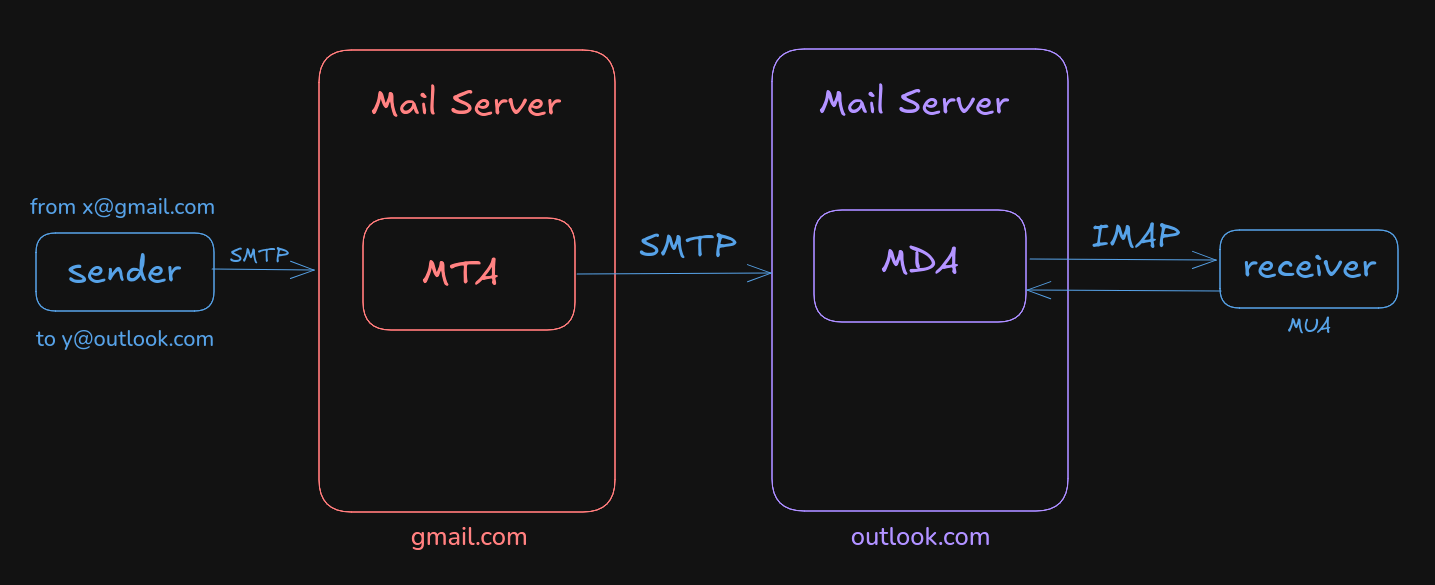 from x@gmail.com
sender
to y@outlook.com
SMTP
Mail Server
MTA
gmail.com
SMTP
Mail Server
MDA
outlook.com
IMAP
receiver
MUA